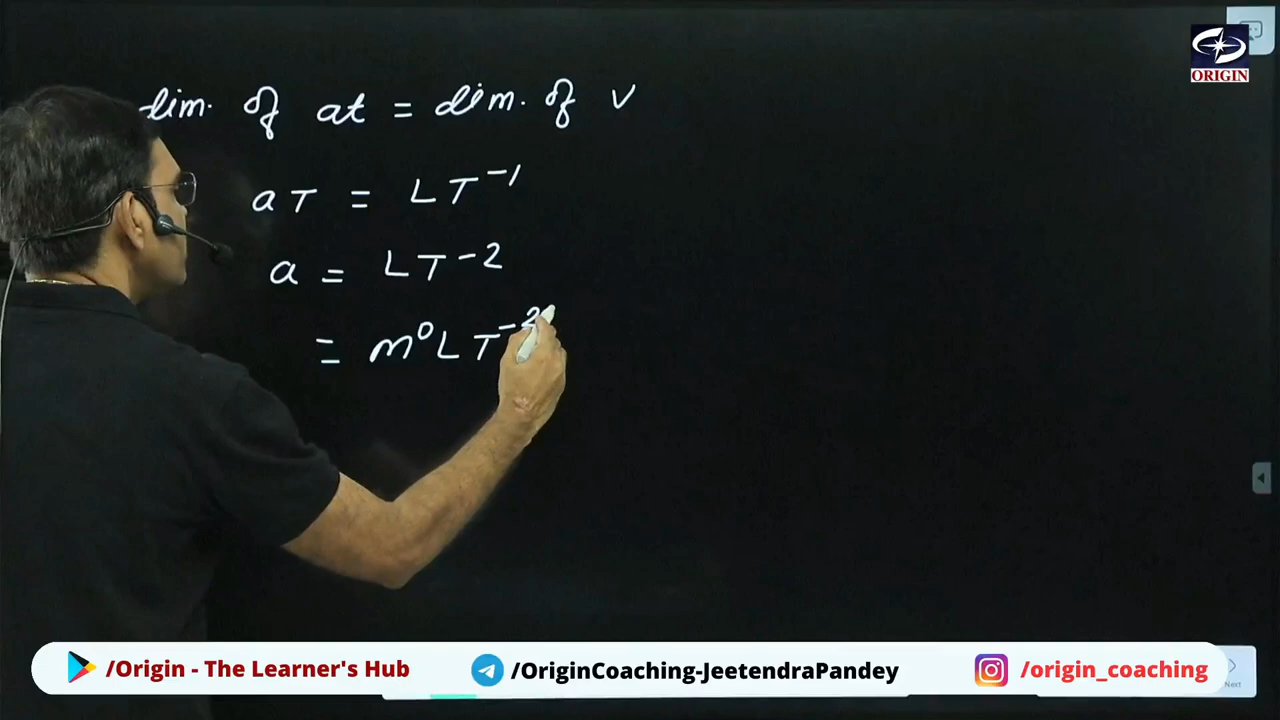 ORIGIN
dim. of at = dim. of v
aT = LT⁻¹
a = LT⁻²
= M⁰LT⁻²
/Origin - The Learner's Hub
/OriginCoaching-JeetendraPandey
/origin_coaching
Next